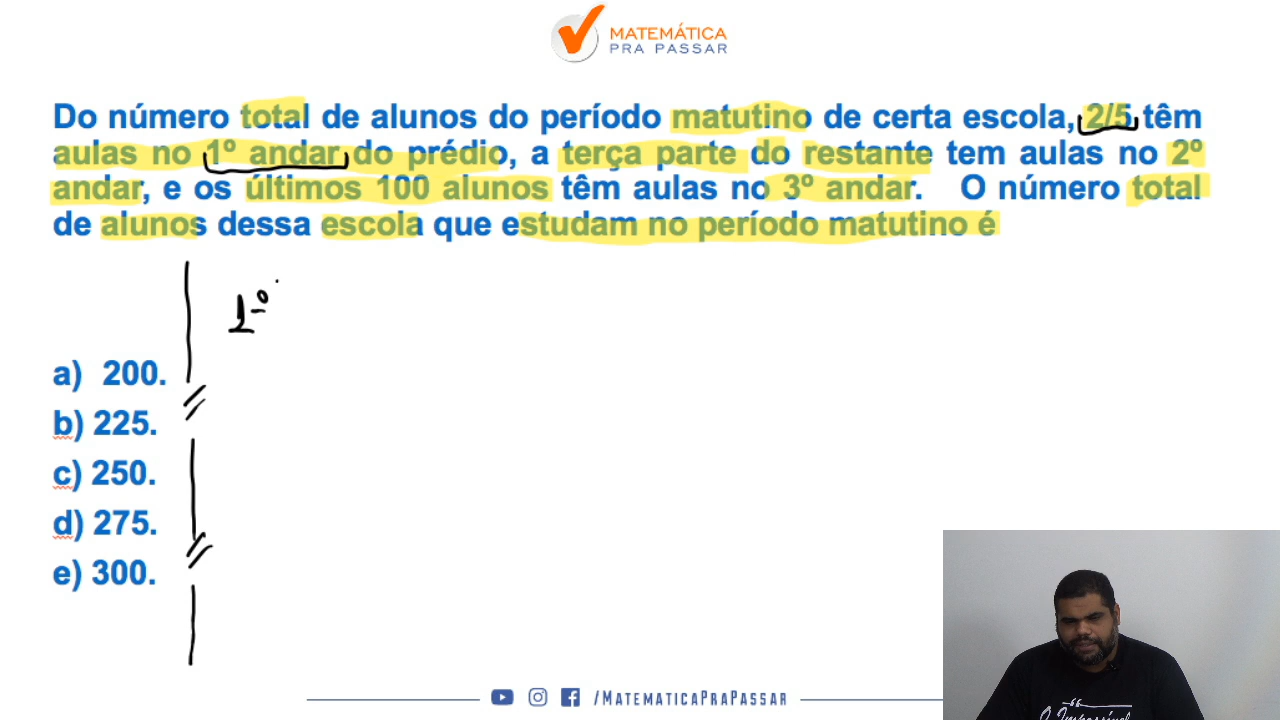 MATEMÁTICA
PRA PASSAR
Do número total de alunos do período matutino de certa escola, 2/5 têm
aulas no 1º andar do prédio, a terça parte do restante tem aulas no 2º
andar, e os últimos 100 alunos têm aulas no 3º andar. O número total
de alunos dessa escola que estudam no período matutino é
1º
a) 200.
b) 225.
c) 250.
d) 275.
e) 300.
/MATEMATICAPRAPASSAR